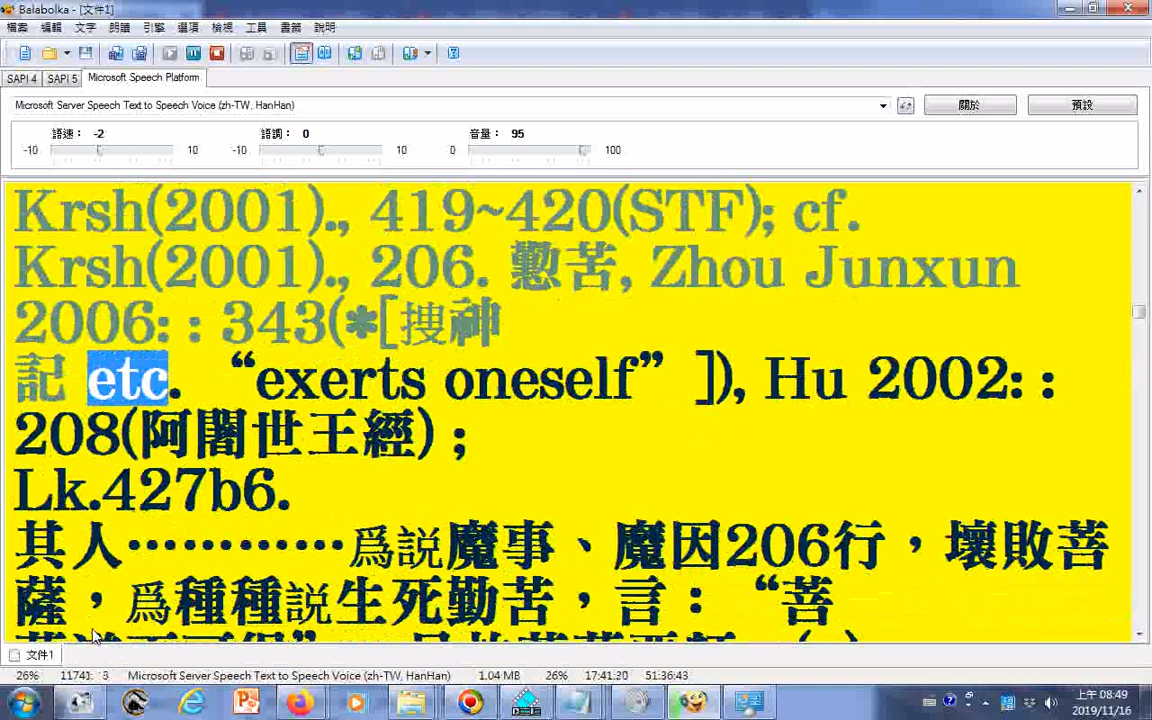 Balabolka - [文件1]
檔案 編輯 文字 朗讀 引擎 選項 檢視 工具 書籤 說明
SAPI 4 SAPI 5 Microsoft Speech Platform
Microsoft Server Speech Text to Speech Voice (zh-TW, HanHan) 關於 預設
語速： -2 語調： 0 音量： 95
-10 10 -10 10 0 100
Krsh(2001)., 419~420(STF); cf.
Krsh(2001)., 206. 懃苦, Zhou Junxun
2006: : 343(*[搜神
記 etc. “exerts oneself” ]), Hu 2002: :
208(阿闍世王經) ;
Lk.427b6.
其人…………爲説魔事、魔因206行，壞敗菩
薩，爲種種説生死勤苦，言：“菩
文件1
26% Microsoft Server Speech Text to Speech Voice (zh-TW, HanHan) 1.04 MB 26% 17:41:30 51:36:43
上午 08:49
2019/11/16